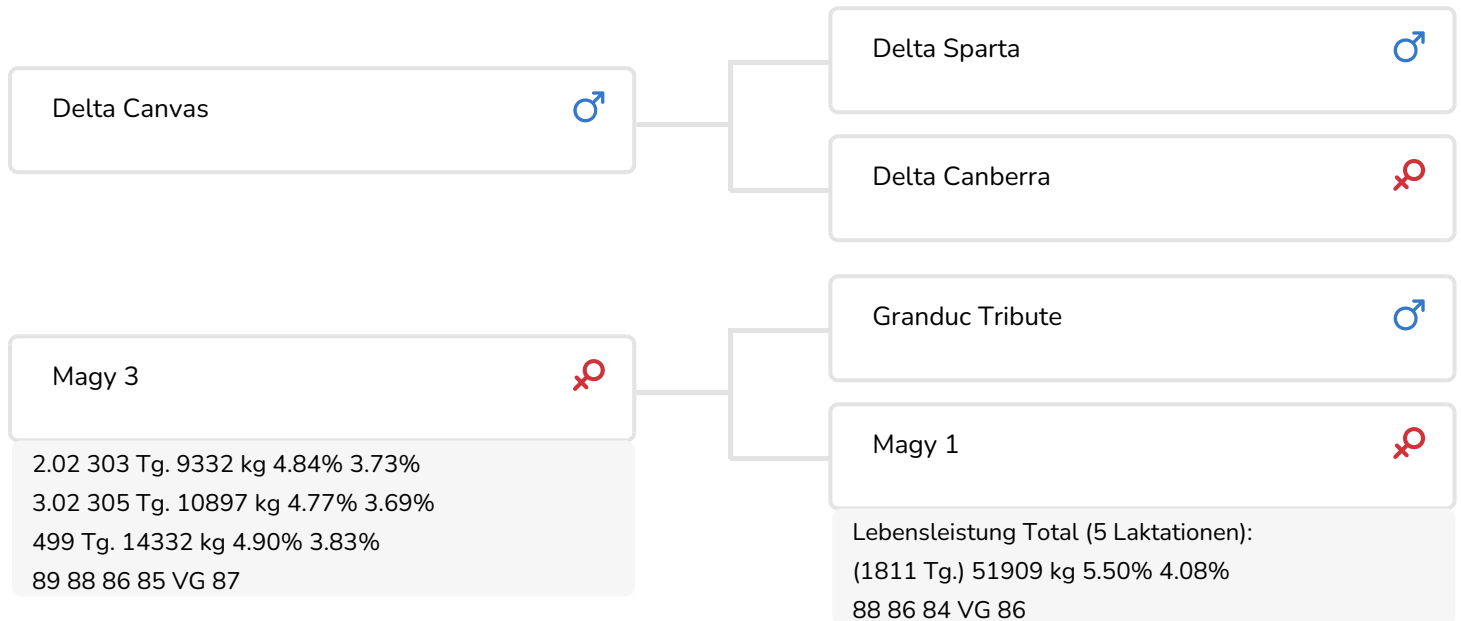 Delta Canvas
Magy 3
2.02 303 Tg. 9332 kg 4.84% 3.73%
3.02 305 Tg. 10897 kg 4.77% 3.69%
499 Tg. 14332 kg 4.90% 3.83%
89 88 86 85 VG 87
Delta Sparta
Delta Canberra
Granduc Tribute
Magy 1
Lebensleistung Total (5 Laktationen):
(1811 Tg.) 51909 kg 5.50% 4.08%
88 86 84 VG 86